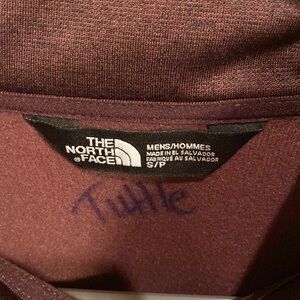 THE
NORTH
FACE
MENS/HOMMES
MADE IN EL SALVADOR
FABRIQUÉ AU SALVADOR
S/P
Tuttle